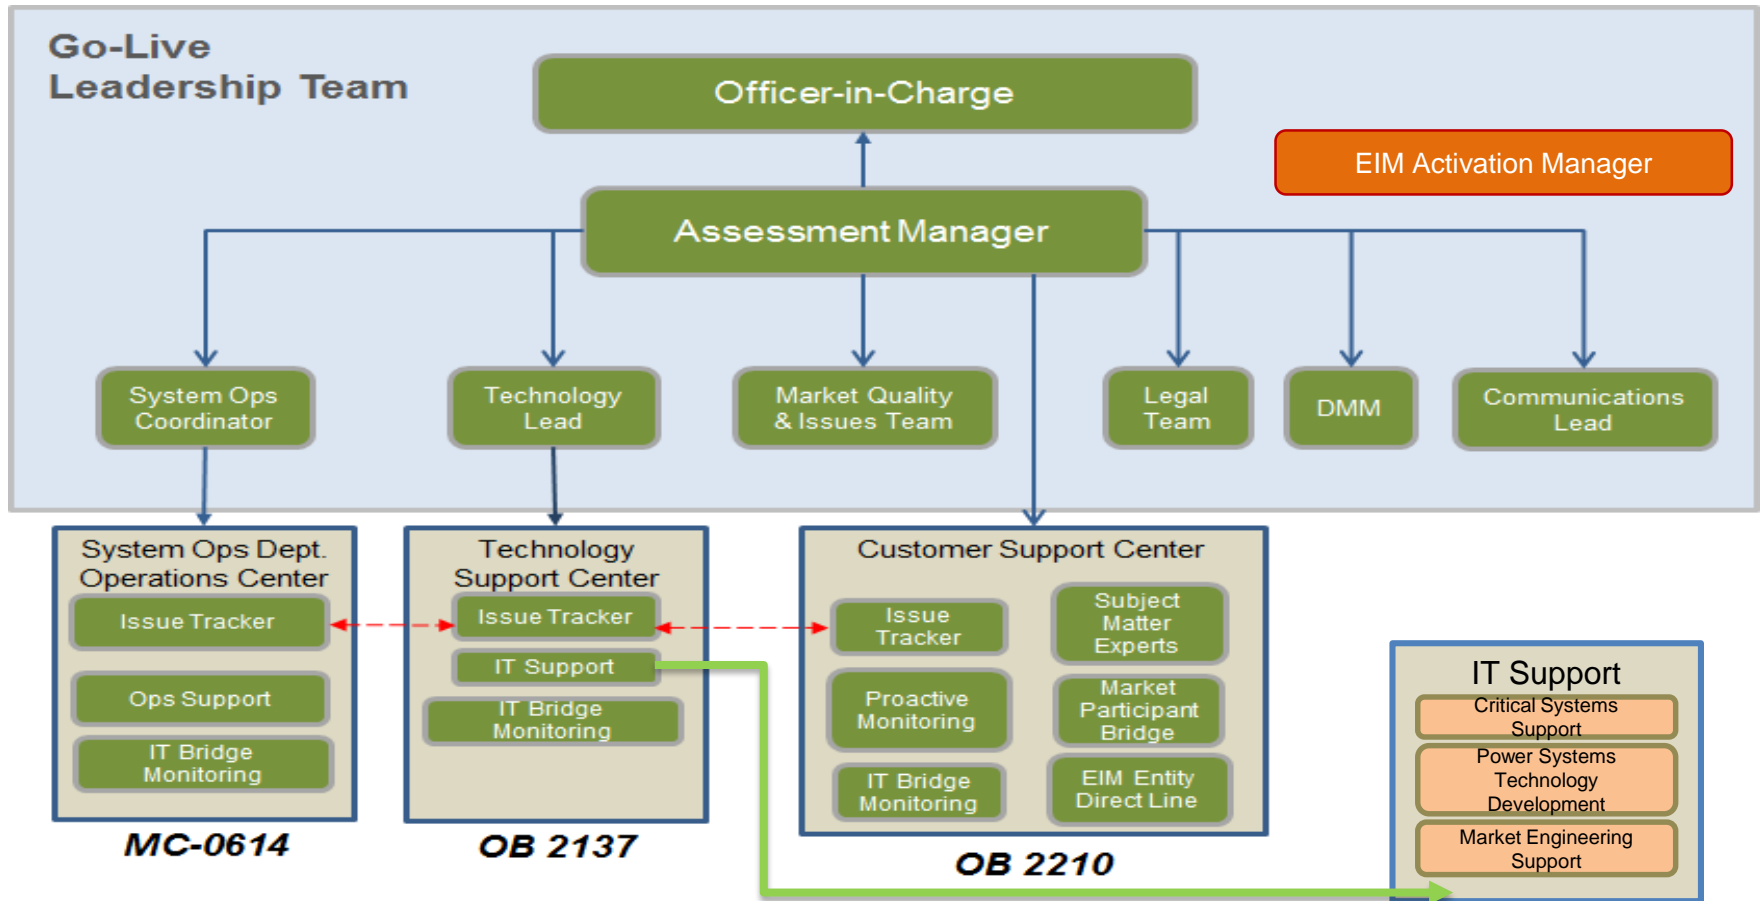 Go-Live
Leadership Team
Officer-in-Charge
EIM Activation Manager
Assessment Manager
System Ops
Coordinator
Technology
Lead
Market Quality
& Issues Team
Legal
Team
DMM
Communications
Lead
System Ops Dept.
Operations Center
Issue Tracker
Ops Support
IT Bridge
Monitoring
MC-0614
Technology
Support Center
Issue Tracker
IT Support
IT Bridge
Monitoring
OB 2137
Customer Support Center
Issue
Tracker
Proactive
Monitoring
IT Bridge
Monitoring
Subject
Matter
Experts
Market
Participant
Bridge
EIM Entity
Direct Line
OB 2210
IT Support
Critical Systems
Support
Power Systems
Technology
Development
Market Engineering
Support